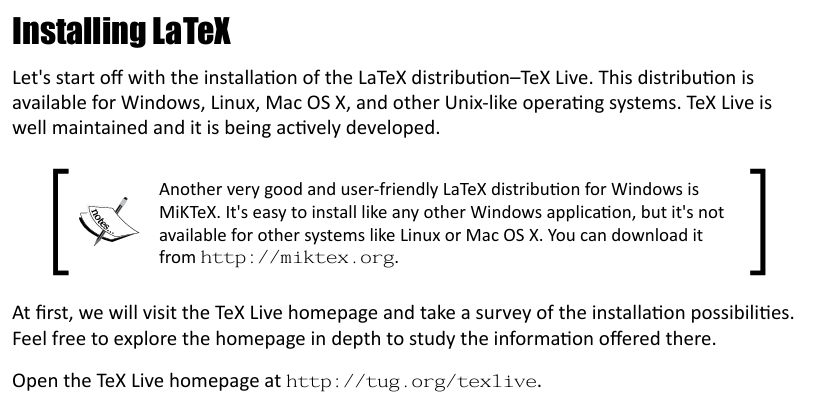 Installing LaTeX
Let's start off with the installation of the LaTeX distribution–TeX Live. This distribution is
available for Windows, Linux, Mac OS X, and other Unix-like operating systems. TeX Live is
well maintained and it is being actively developed.
notes...
Another very good and user-friendly LaTeX distribution for Windows is
MiKTeX. It's easy to install like any other Windows application, but it's not
available for other systems like Linux or Mac OS X. You can download it
from http://miktex.org.
At first, we will visit the TeX Live homepage and take a survey of the installation possibilities.
Feel free to explore the homepage in depth to study the information offered there.
Open the TeX Live homepage at http://tug.org/texlive.